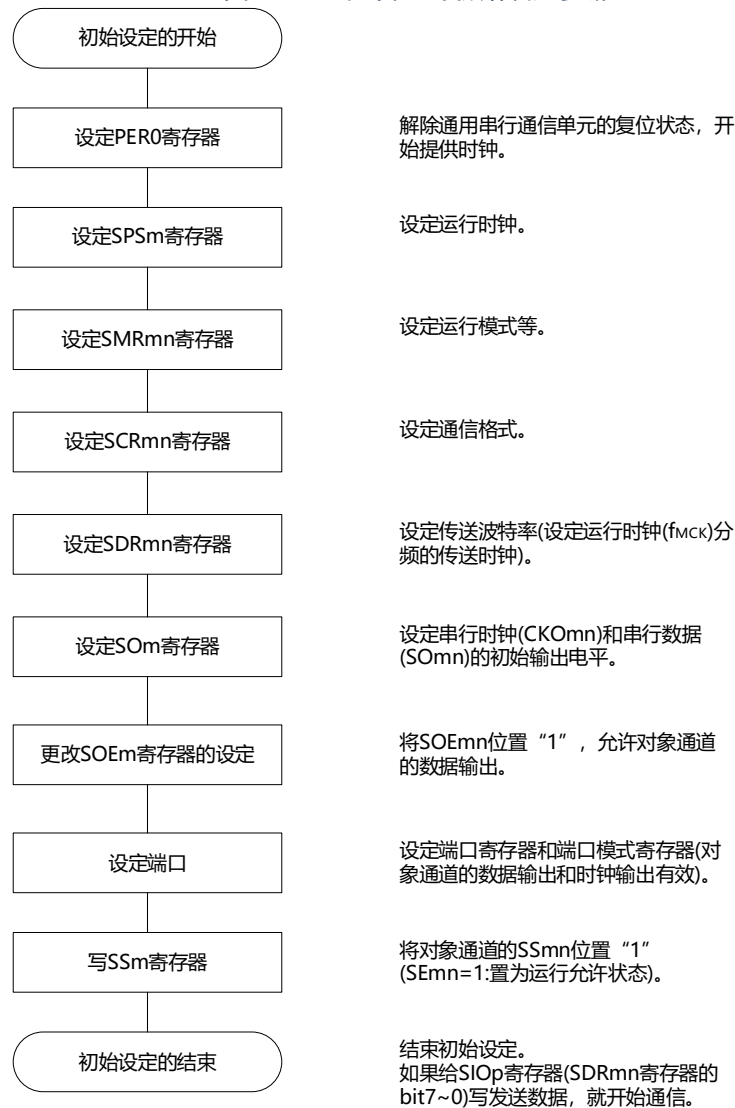 初始设定的开始
设定PER0寄存器
解除通用串行通信单元的复位状态，开
始提供时钟。
设定SPSm寄存器
设定运行时钟。
设定SMRmn寄存器
设定运行模式等。
设定SCRmn寄存器
设定通信格式。
设定SDRmn寄存器
设定传送波特率(设定运行时钟(fMCK)分
频的传送时钟)。
设定SOm寄存器
设定串行时钟(CKOmn)和串行数据
(SOmn)的初始输出电平。
更改SOEm寄存器的设定
将SOEmn位置“1”，允许对象通道
的数据输出。
设定端口
设定端口寄存器和端口模式寄存器(对
象通道的数据输出和时钟输出有效)。
写SSm寄存器
将对象通道的SSmn位置“1”
(SEmn=1:置为运行允许状态)。
初始设定的结束
结束初始设定。
如果给SIOp寄存器(SDRmn寄存器的
bit7~0)写发送数据，就开始通信。